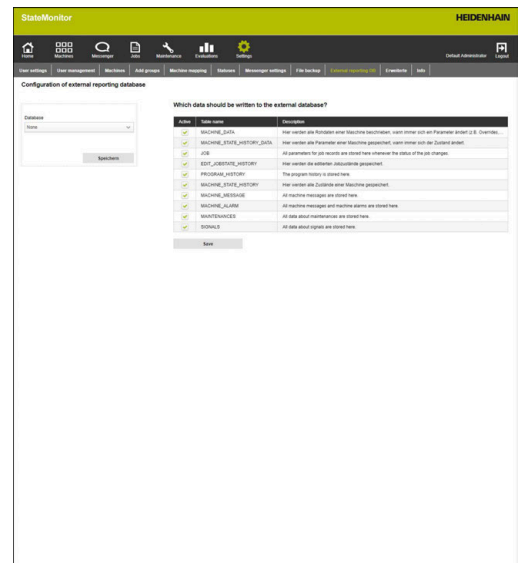 StateMonitor
HEIDENHAIN
Home
Machines
Messenger
Jobs
Maintenance
Evaluations
Settings
Default Administrator
Logout
User settings
User management
Machines
Add groups
Machine mapping
Statuses
Messenger settings
File backup
External reporting DB
Erweiterte
Info
Configuration of external reporting database
Database
None
Speichern
Which data should be written to the external database?
Active Table name Description
MACHINE_DATA Hier werden alle Rohdaten einer Maschine beschrieben, wann immer sich ein Parameter ändert (z.B. Overrides, ...
MACHINE_STATE_HISTORY_DATA Hier werden alle Parameter einer Maschine gespeichert, wann immer sich der Zustand ändert.
JOB All parameters for job records are stored here whenever the status of the job changes.
EDIT_JOBSTATE_HISTORY Hier werden die editierten Jobzustände gespeichert.
PROGRAM_HISTORY The program history is stored here.
MACHINE_STATE_HISTORY Hier werden alle Zustände einer Maschine gespeichert.
MACHINE_MESSAGE All machine messages are stored here.
MACHINE_ALARM All machine messages and machine alarms are stored here.
MAINTENANCES All data about maintenances are stored here.
SIGNALS All data about signals are stored here.
Save